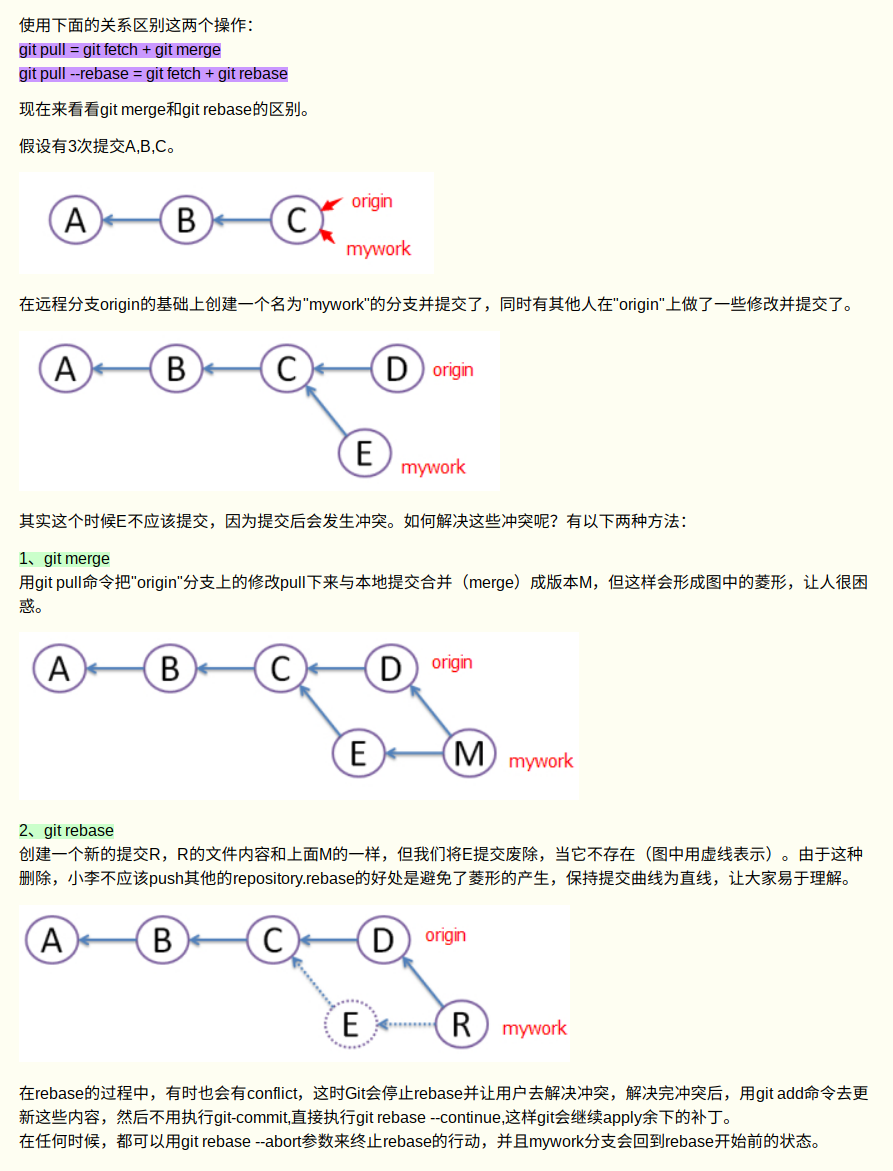 使用下面的关系区别这两个操作：
git pull = git fetch + git merge
git pull --rebase = git fetch + git rebase
现在来看看git merge和git rebase的区别。
假设有3次提交A,B,C。
A B C origin
mywork
在远程分支origin的基础上创建一个名为"mywork"的分支并提交了，同时有其他人在"origin"上做了一些修改并提交了。
A B C D origin
E mywork
其实这个时候E不应该提交，因为提交后会发生冲突。如何解决这些冲突呢？有以下两种方法：
1、git merge
用git pull命令把"origin"分支上的修改pull下来与本地提交合并（merge）成版本M，但这样会形成图中的菱形，让人很困
惑。
A B C D origin
E M mywork
2、git rebase
创建一个新的提交R，R的文件内容和上面M的一样，但我们将E提交废除，当它不存在（图中用虚线表示）。由于这种
删除，小李不应该push其他的repository.rebase的好处是避免了菱形的产生，保持提交曲线为直线，让大家易于理解。
A B C D origin
E R mywork
在rebase的过程中，有时也会有conflict，这时Git会停止rebase并让用户去解决冲突，解决完冲突后，用git add命令去更
新这些内容，然后不用执行git-commit,直接执行git rebase --continue,这样git会继续apply余下的补丁。
在任何时候，都可以用git rebase --abort参数来终止rebase的行动，并且mywork分支会回到rebase开始前的状态。